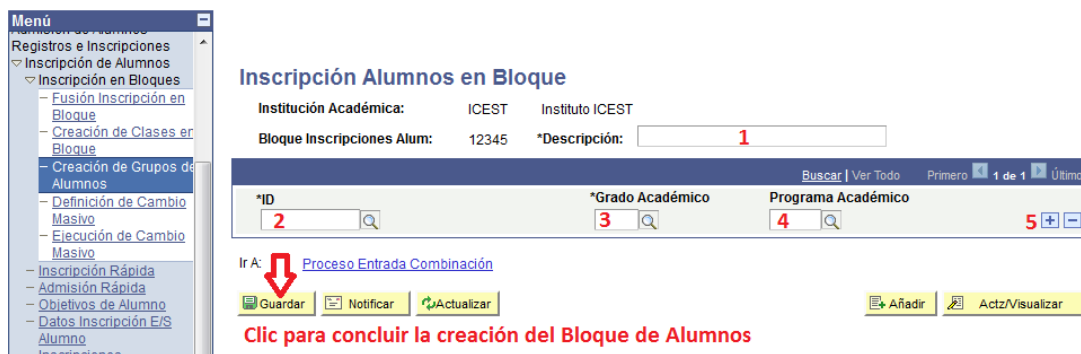 Menú
Registros e Inscripciones
Inscripción de Alumnos
Inscripción en Bloques
– Fusión Inscripción en
Bloque
– Creación de Clases en
Bloque
– Creación de Grupos de
Alumnos
– Definición de Cambio
Masivo
– Ejecución de Cambio
Masivo
– Inscripción Rápida
– Admisión Rápida
– Objetivos de Alumno
– Datos Inscripción E/S
Alumno
Inscripción Alumnos en Bloque
Institución Académica: ICEST Instituto ICEST
Bloque Inscripciones Alum: 12345 *Descripción: 1
Buscar | Ver Todo Primero 1 de 1 Último
*ID *Grado Académico Programa Académico
2 3 4 5 + −
Ir A: Proceso Entrada Combinación
Guardar Notificar Actualizar Añadir Actz/Visualizar
Clic para concluir la creación del Bloque de Alumnos